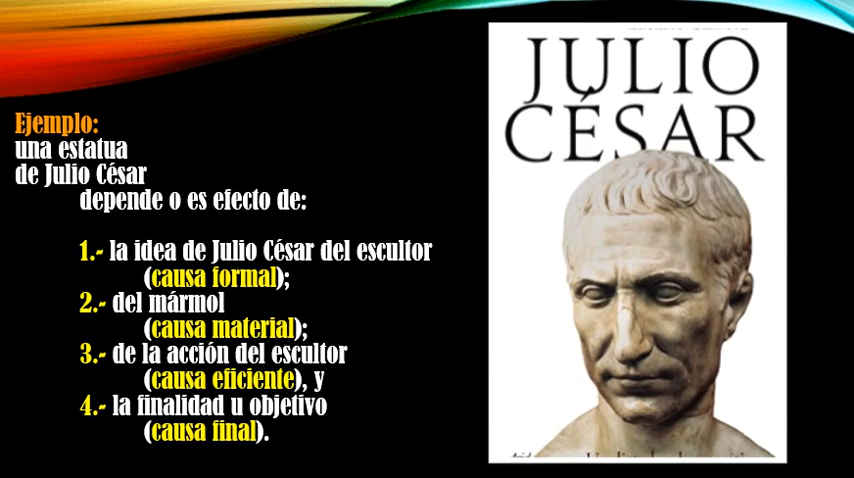 Ejemplo:
una estatua
de Julio César
depende o es efecto de:
1.- la idea de Julio César del escultor
(causa formal);
2.- del mármol
(causa material);
3.- de la acción del escultor
(causa eficiente), y
4.- la finalidad u objetivo
(causa final).
JULIO
CÉSAR